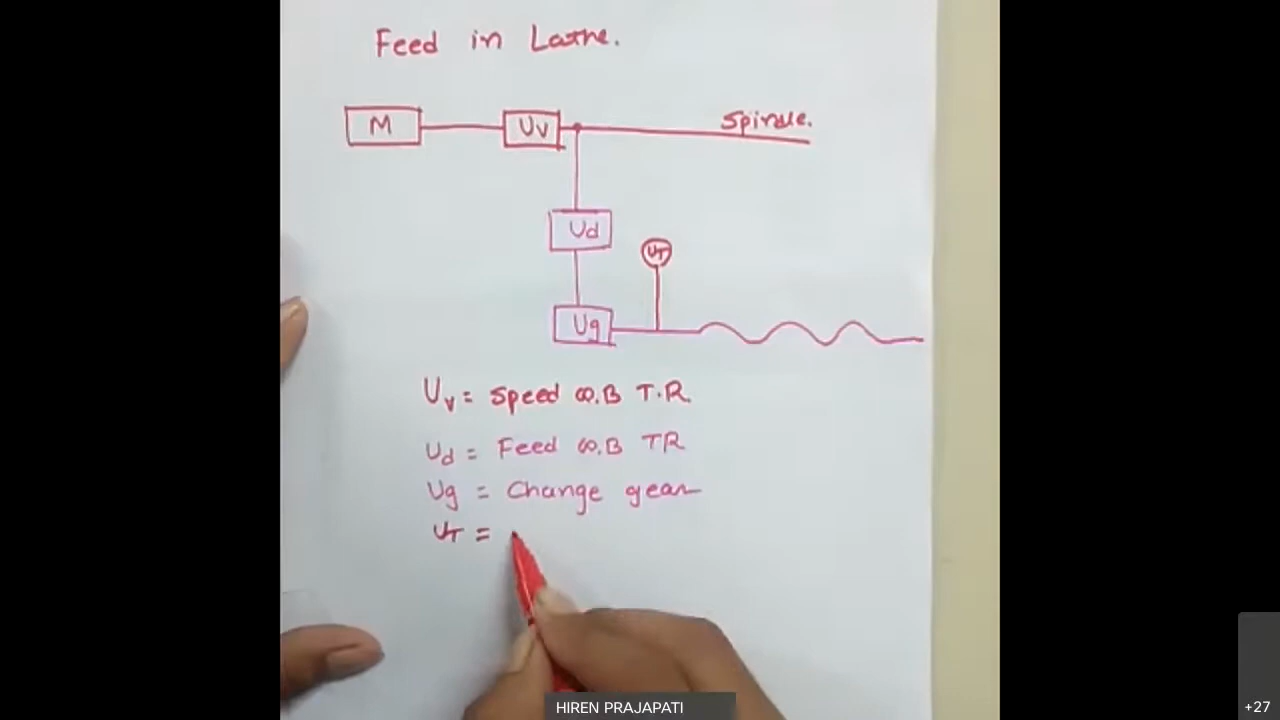 Feed in Lathe.
M
Uv
Spindle.
Ud
UT
Ug
Uv = Speed G.B T.R.
Ud = Feed G.B TR
Ug = Change gear
UT =
HIREN PRAJAPATI
+27